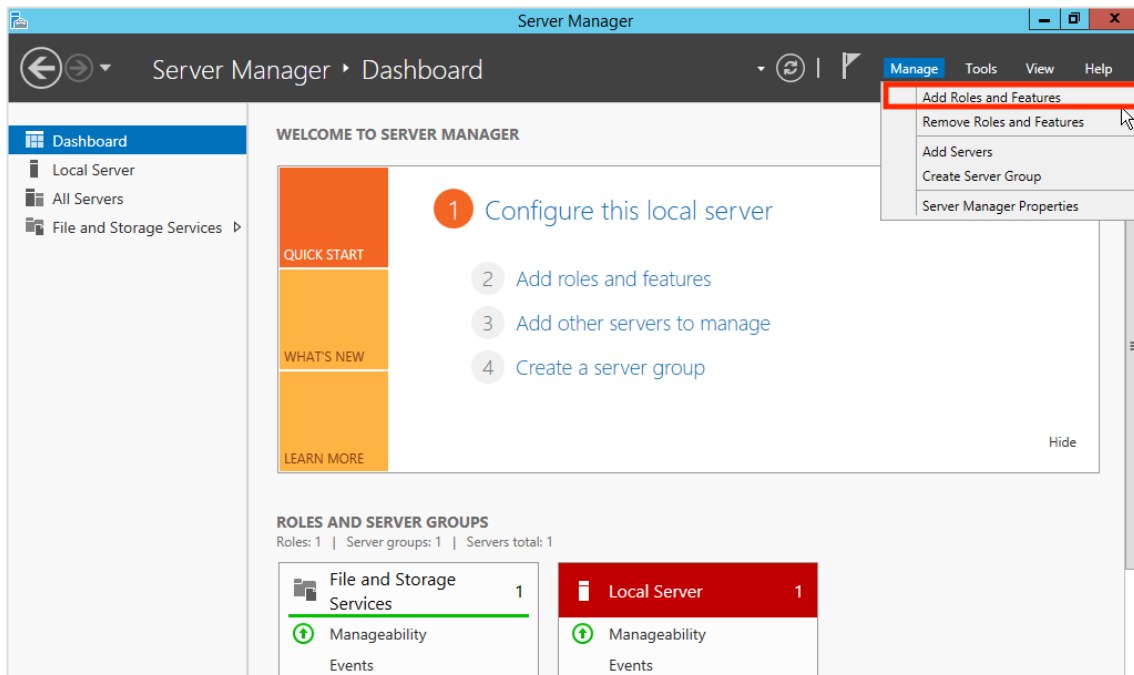 Server Manager
Server Manager ‣ Dashboard
Manage Tools View Help
Add Roles and Features
Remove Roles and Features
Add Servers
Create Server Group
Server Manager Properties
Dashboard
Local Server
All Servers
File and Storage Services
WELCOME TO SERVER MANAGER
QUICK START
WHAT'S NEW
LEARN MORE
1 Configure this local server
2 Add roles and features
3 Add other servers to manage
4 Create a server group
Hide
ROLES AND SERVER GROUPS
Roles: 1 | Server groups: 1 | Servers total: 1
File and Storage
Services 1
Manageability
Events
Local Server 1
Manageability
Events